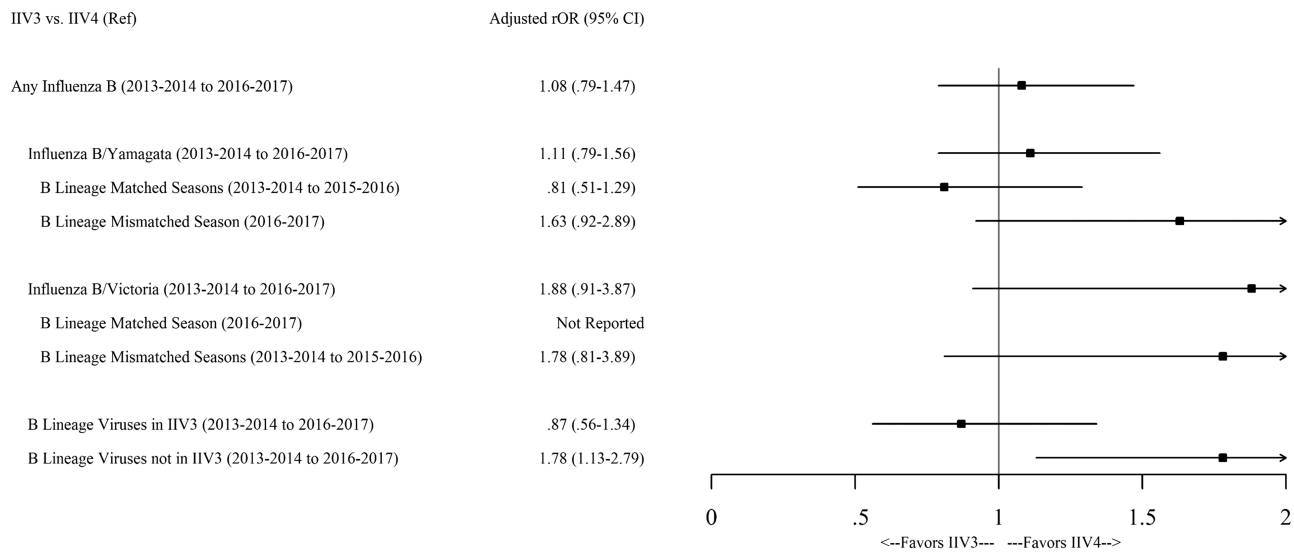 IIV3 vs. IIV4 (Ref) Adjusted rOR (95% CI)
Any Influenza B (2013-2014 to 2016-2017) 1.08 (.79-1.47)
Influenza B/Yamagata (2013-2014 to 2016-2017) 1.11 (.79-1.56)
B Lineage Matched Seasons (2013-2014 to 2015-2016) .81 (.51-1.29)
B Lineage Mismatched Season (2016-2017) 1.63 (.92-2.89)
Influenza B/Victoria (2013-2014 to 2016-2017) 1.88 (.91-3.87)
B Lineage Matched Season (2016-2017) Not Reported
B Lineage Mismatched Seasons (2013-2014 to 2015-2016) 1.78 (.81-3.89)
B Lineage Viruses in IIV3 (2013-2014 to 2016-2017) .87 (.56-1.34)
B Lineage Viruses not in IIV3 (2013-2014 to 2016-2017) 1.78 (1.13-2.79)
0 .5 1 1.5 2
<--Favors IIV3--- ---Favors IIV4-->